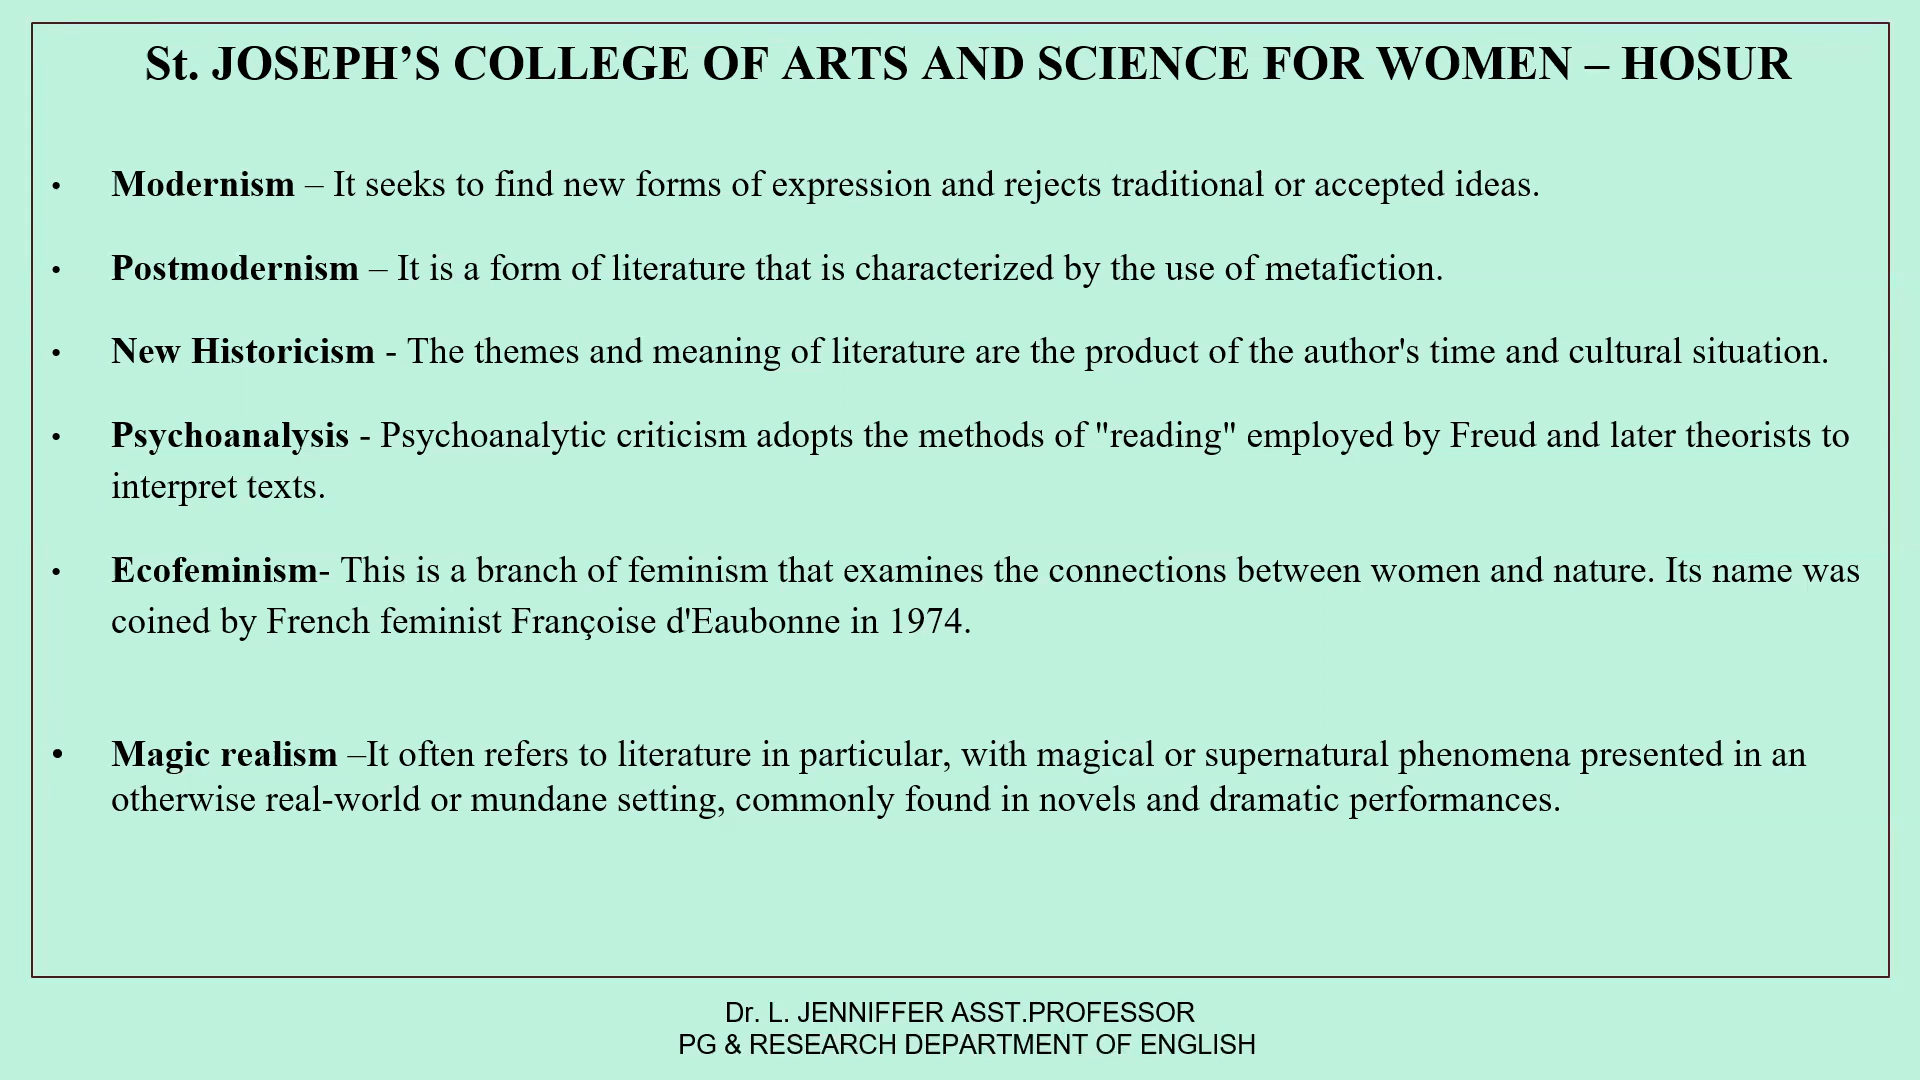 St. JOSEPH’S COLLEGE OF ARTS AND SCIENCE FOR WOMEN – HOSUR
• Modernism – It seeks to find new forms of expression and rejects traditional or accepted ideas.
• Postmodernism – It is a form of literature that is characterized by the use of metafiction.
• New Historicism - The themes and meaning of literature are the product of the author's time and cultural situation.
• Psychoanalysis - Psychoanalytic criticism adopts the methods of "reading" employed by Freud and later theorists to
interpret texts.
• Ecofeminism- This is a branch of feminism that examines the connections between women and nature. Its name was
coined by French feminist Françoise d'Eaubonne in 1974.
• Magic realism –It often refers to literature in particular, with magical or supernatural phenomena presented in an
otherwise real-world or mundane setting, commonly found in novels and dramatic performances.
Dr. L. JENNIFFER ASST.PROFESSOR
PG & RESEARCH DEPARTMENT OF ENGLISH